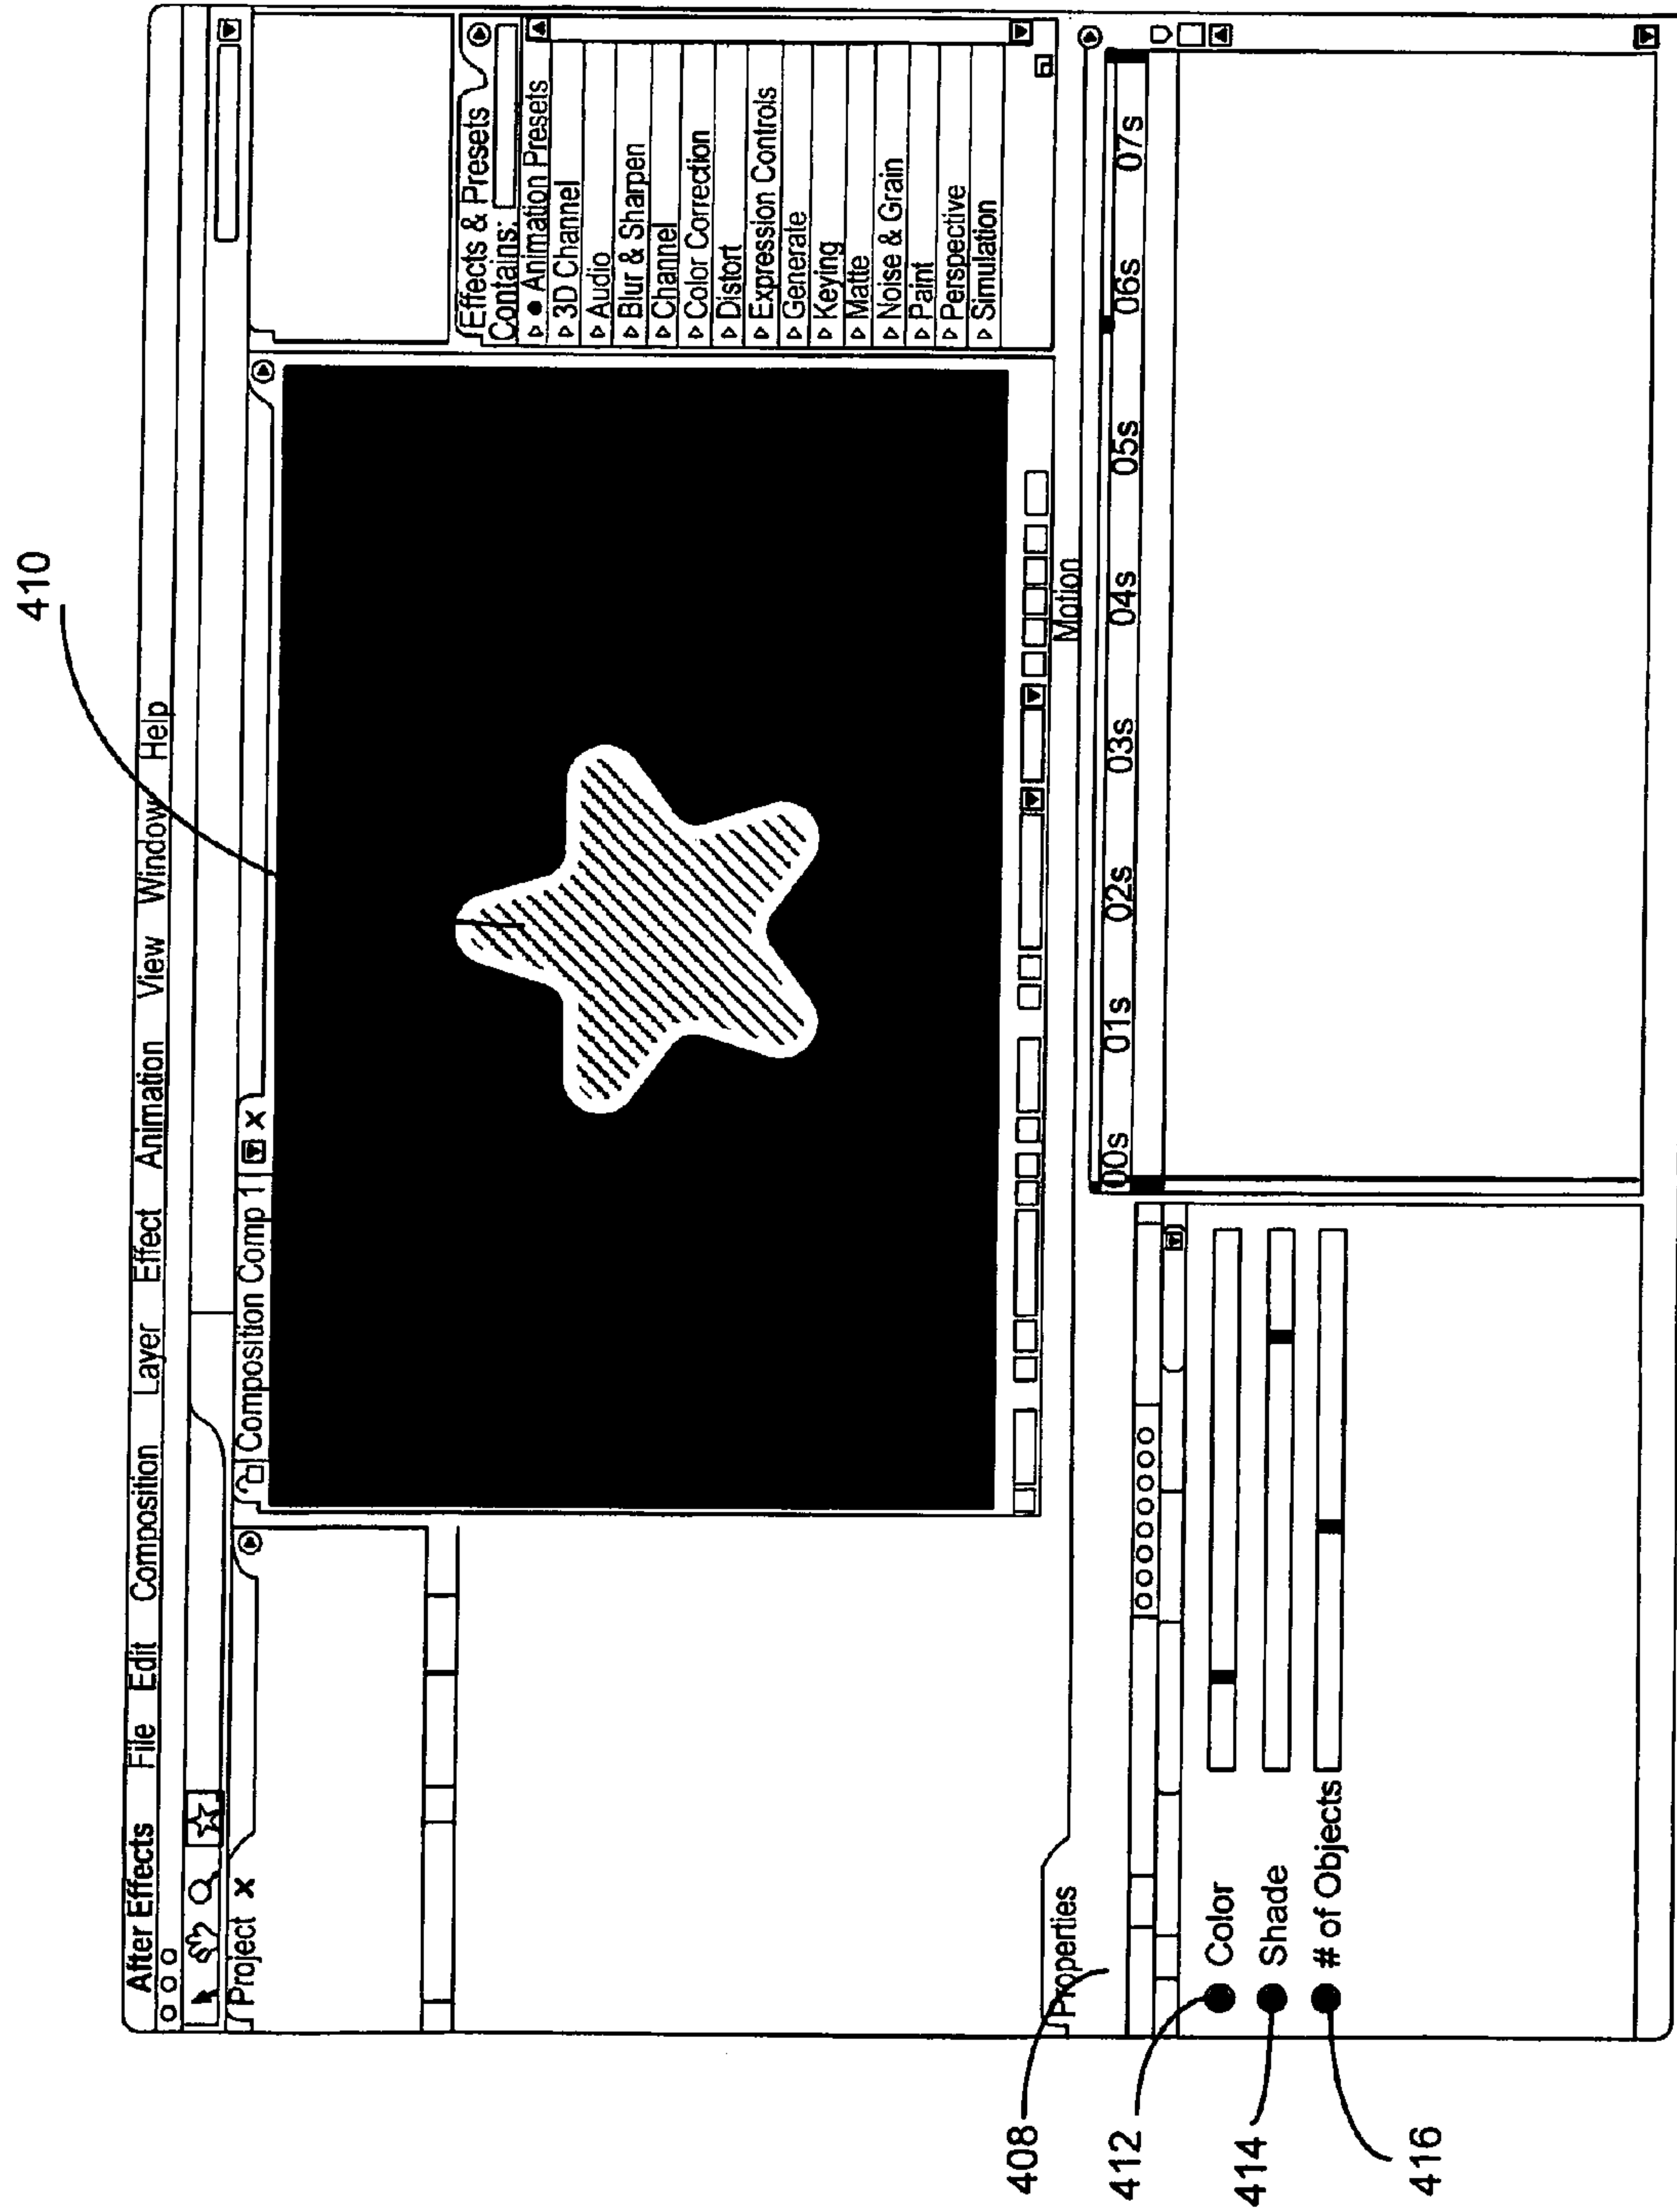 410
After Effects File Edit Composition Layer Effect Animation View Window Help
Project x
Composition Comp 1 x
Effects & Presets
Contains:
Animation Presets
3D Channel
Audio
Blur & Sharpen
Channel
Color Correction
Distort
Expression Controls
Generate
Keying
Matte
Noise & Grain
Paint
Perspective
Simulation
Motion
Properties
408
00s 01s 02s 03s 04s 05s 06s 07s
412
Color
414
Shade
416
# of Objects